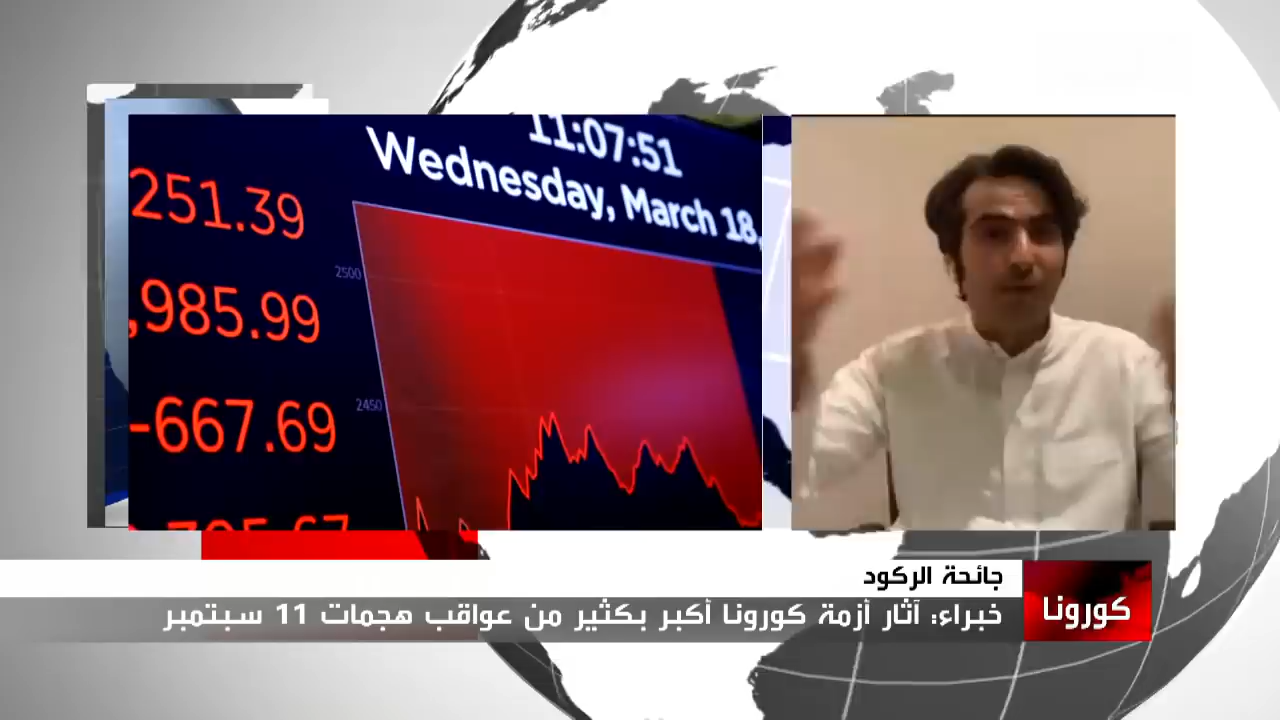 11:07:51
Wednesday, March 18,
251.39
,985.99
-667.69
2500
2450
جائحة الركود
خبراء: آثار أزمة كورونا أكبر بكثير من عواقب هجمات 11 سبتمبر
كورونا